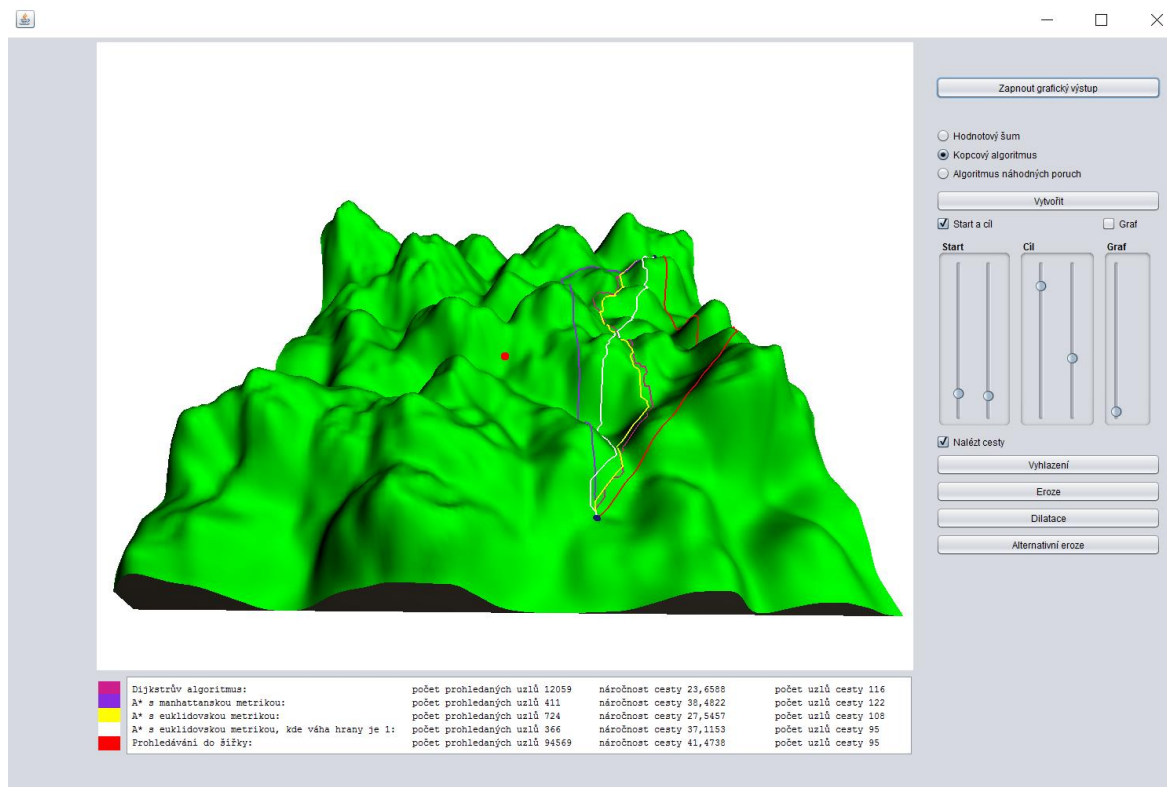 Zapnout grafický výstup
Hodnotový šum
Kopcový algoritmus
Algoritmus náhodných poruch
Vytvořit
Start a cíl Graf
Start Cíl Graf
Nalézt cesty
Vyhlazení
Eroze
Dilatace
Alternativní eroze
Dijkstrův algoritmus: počet prohledaných uzlů 12059 náročnost cesty 23,6588 počet uzlů cesty 116
A* s manhattanskou metrikou: počet prohledaných uzlů 411 náročnost cesty 38,4822 počet uzlů cesty 122
A* s euklidovskou metrikou: počet prohledaných uzlů 724 náročnost cesty 27,5457 počet uzlů cesty 108
A* s euklidovskou metrikou, kde váha hrany je 1: počet prohledaných uzlů 366 náročnost cesty 37,1153 počet uzlů cesty 95
Prohledávání do šířky: počet prohledaných uzlů 94569 náročnost cesty 41,4738 počet uzlů cesty 95